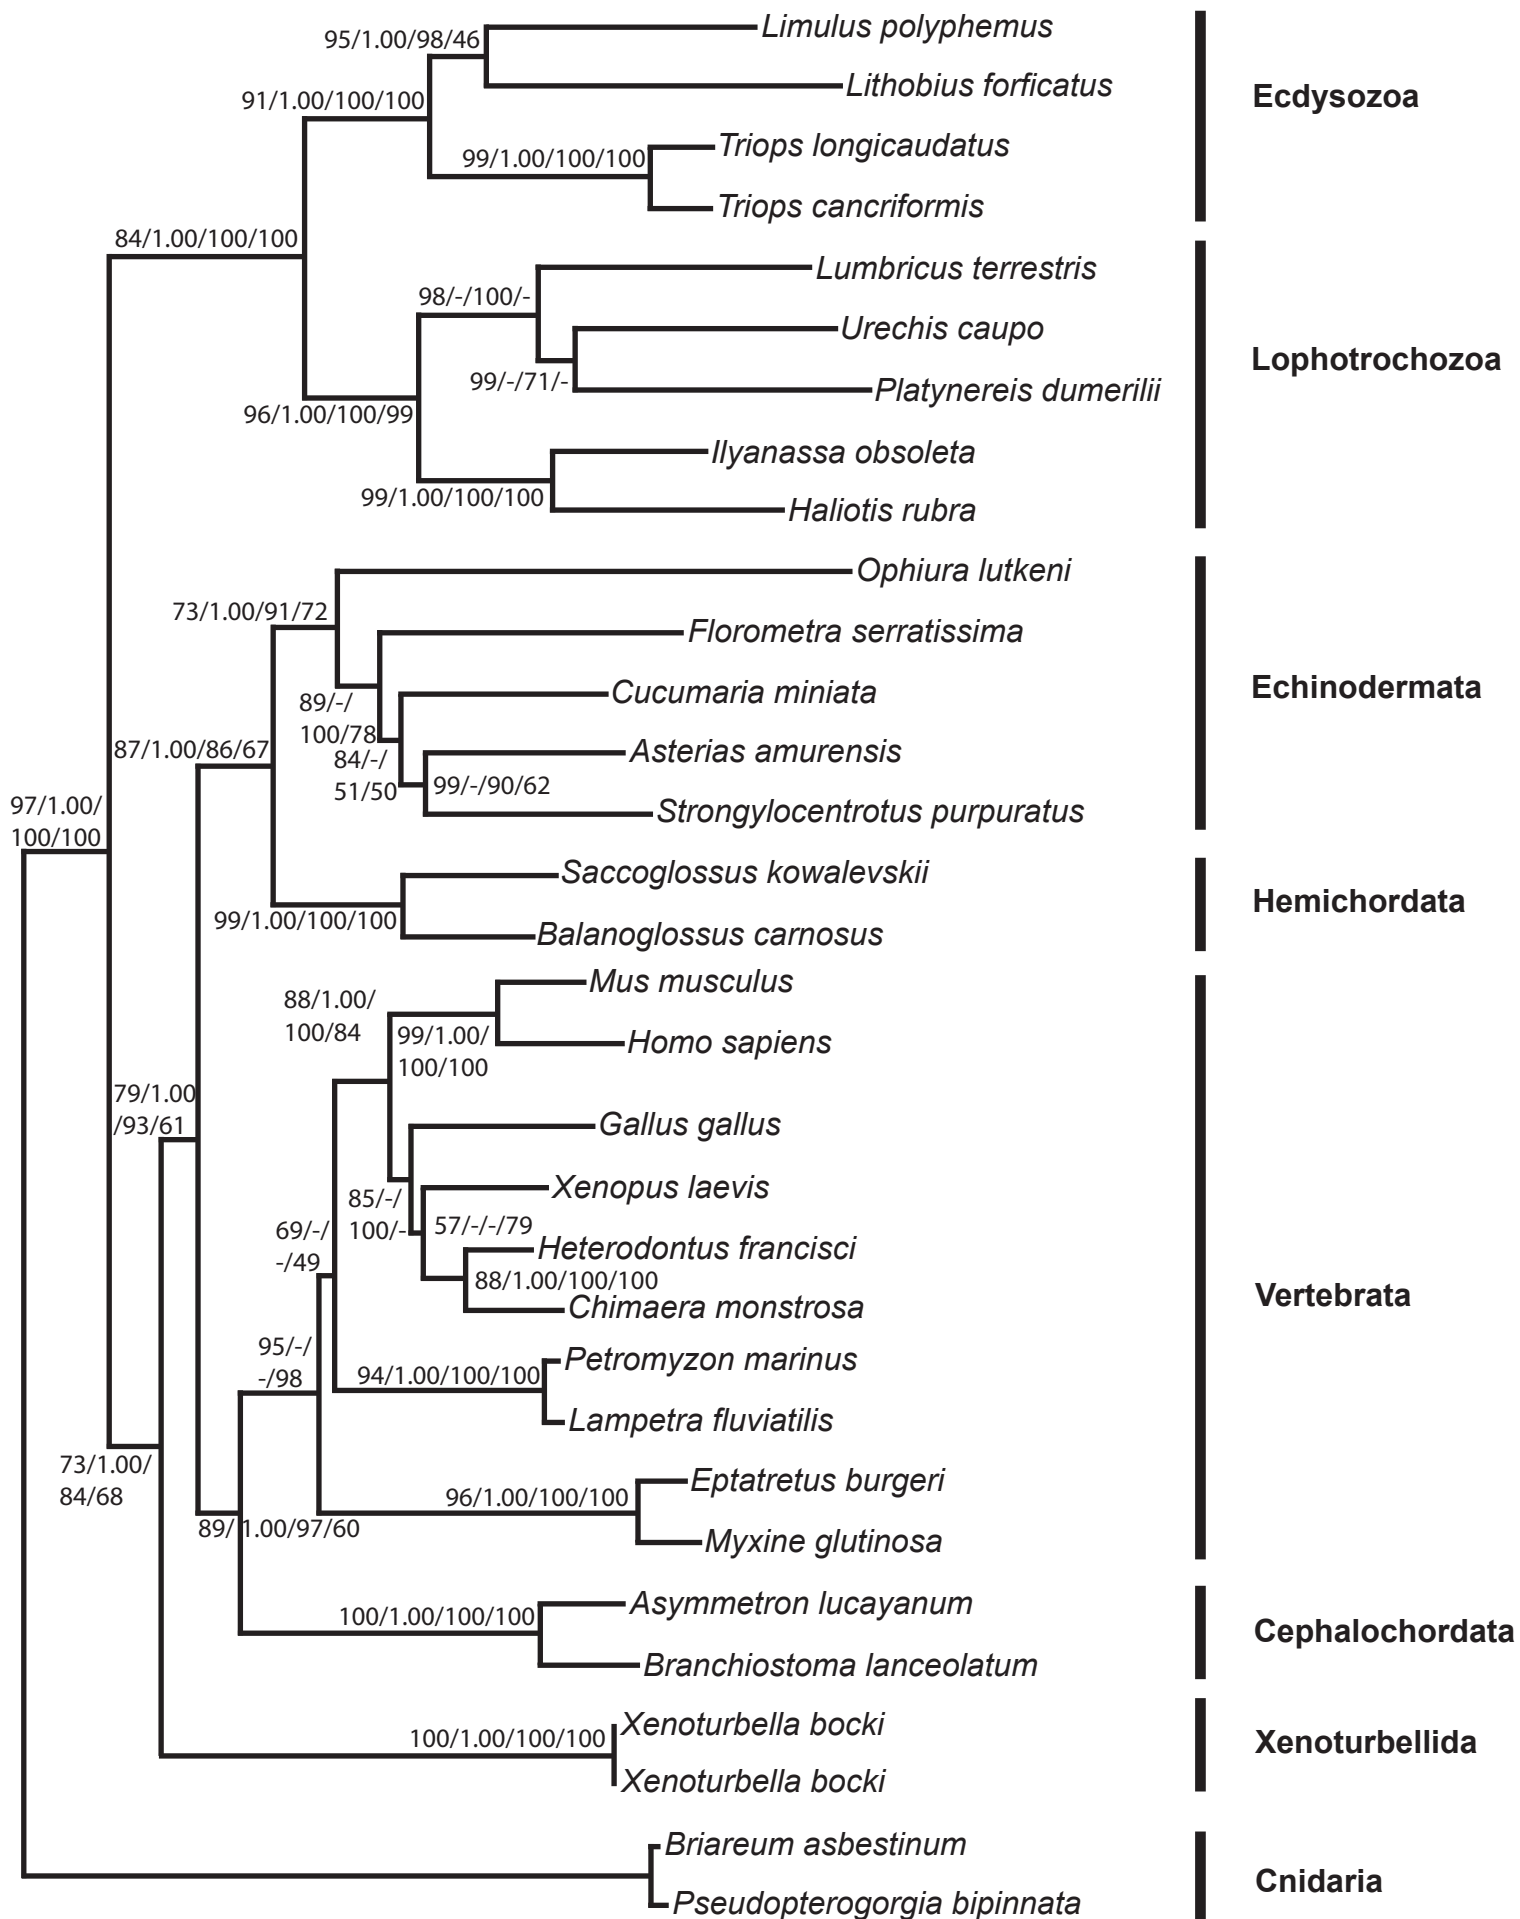 Limulus polyphemus
95/1.00/98/46
Lithobius forficatus
Ecdysozoa
91/1.00/100/100
Triops longicaudatus
99/1.00/100/100
Triops cancriformis
84/1.00/100/100
Lumbricus terrestris
98/-/100/-
Urechis caupo
Lophotrochozoa
99/-/71/-
Platynereis dumerilii
96/1.00/100/99
Ilyanassa obsoleta
99/1.00/100/100
Haliotis rubra
Ophiura lutkeni
73/1.00/91/72
Florometra serratissima
Echinodermata
Cucumaria miniata
89/-/
100/78
87/1.00/86/67
Asterias amurensis
84/-/
51/50
99/-/90/62
97/1.00/
100/100
Strongylocentrotus purpuratus
Saccoglossus kowalevskii
Hemichordata
99/1.00/100/100
Balanoglossus carnosus
Mus musculus
88/1.00/
100/84
99/1.00/
100/100
Homo sapiens
79/1.00
/93/61
Gallus gallus
Xenopus laevis
85/-/
100/-
57/-/-/79
69/-/
-/49
Heterodontus francisci
88/1.00/100/100
Vertebrata
Chimaera monstrosa
95/-/
-/98
Petromyzon marinus
94/1.00/100/100
Lampetra fluviatilis
73/1.00/
84/68
Eptatretus burgeri
96/1.00/100/100
89/ 1.00/97/60
Myxine glutinosa
Asymmetron lucayanum
100/1.00/100/100
Cephalochordata
Branchiostoma lanceolatum
Xenoturbella bocki
100/1.00/100/100
Xenoturbellida
Xenoturbella bocki
Briareum asbestinum
Cnidaria
Pseudopterogorgia bipinnata